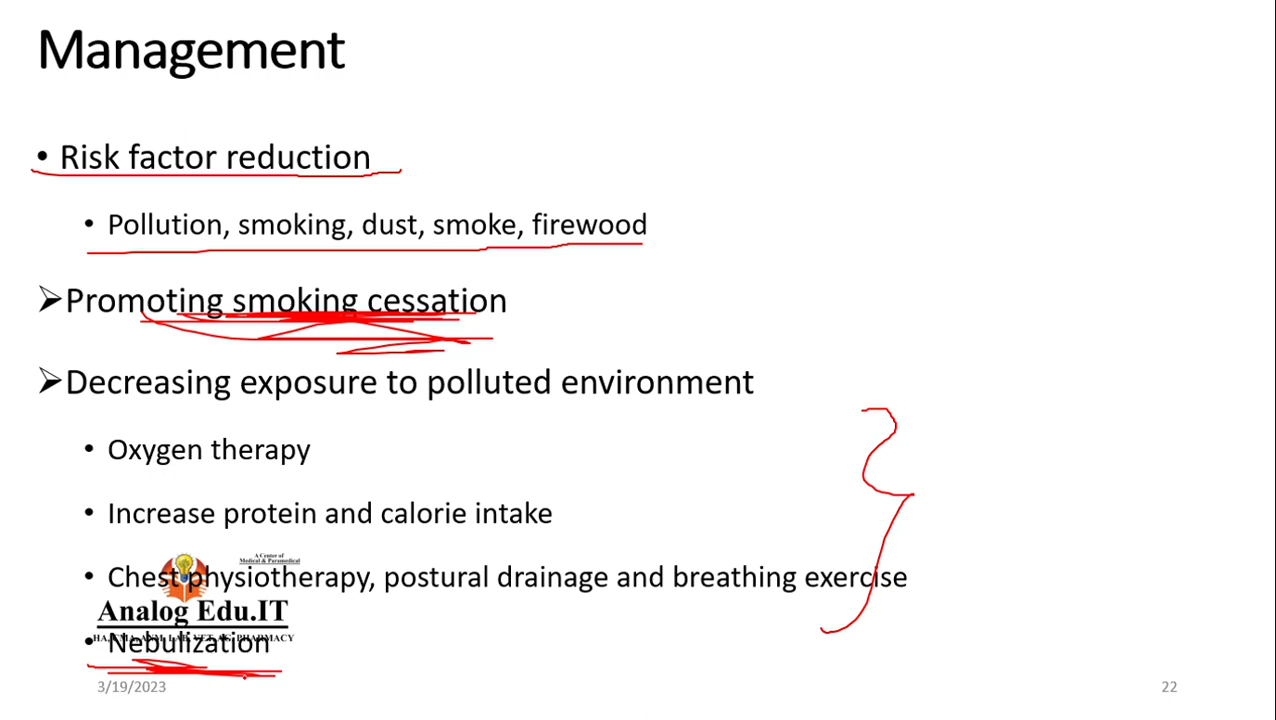 Management
• Risk factor reduction
• Pollution, smoking, dust, smoke, firewood
➢Promoting smoking cessation
➢Decreasing exposure to polluted environment
• Oxygen therapy
• Increase protein and calorie intake
A Center of
Medical & Paramedical
• Chest physiotherapy, postural drainage and breathing exercise
Analog Edu.IT
• Nebulization
3/19/2023
22